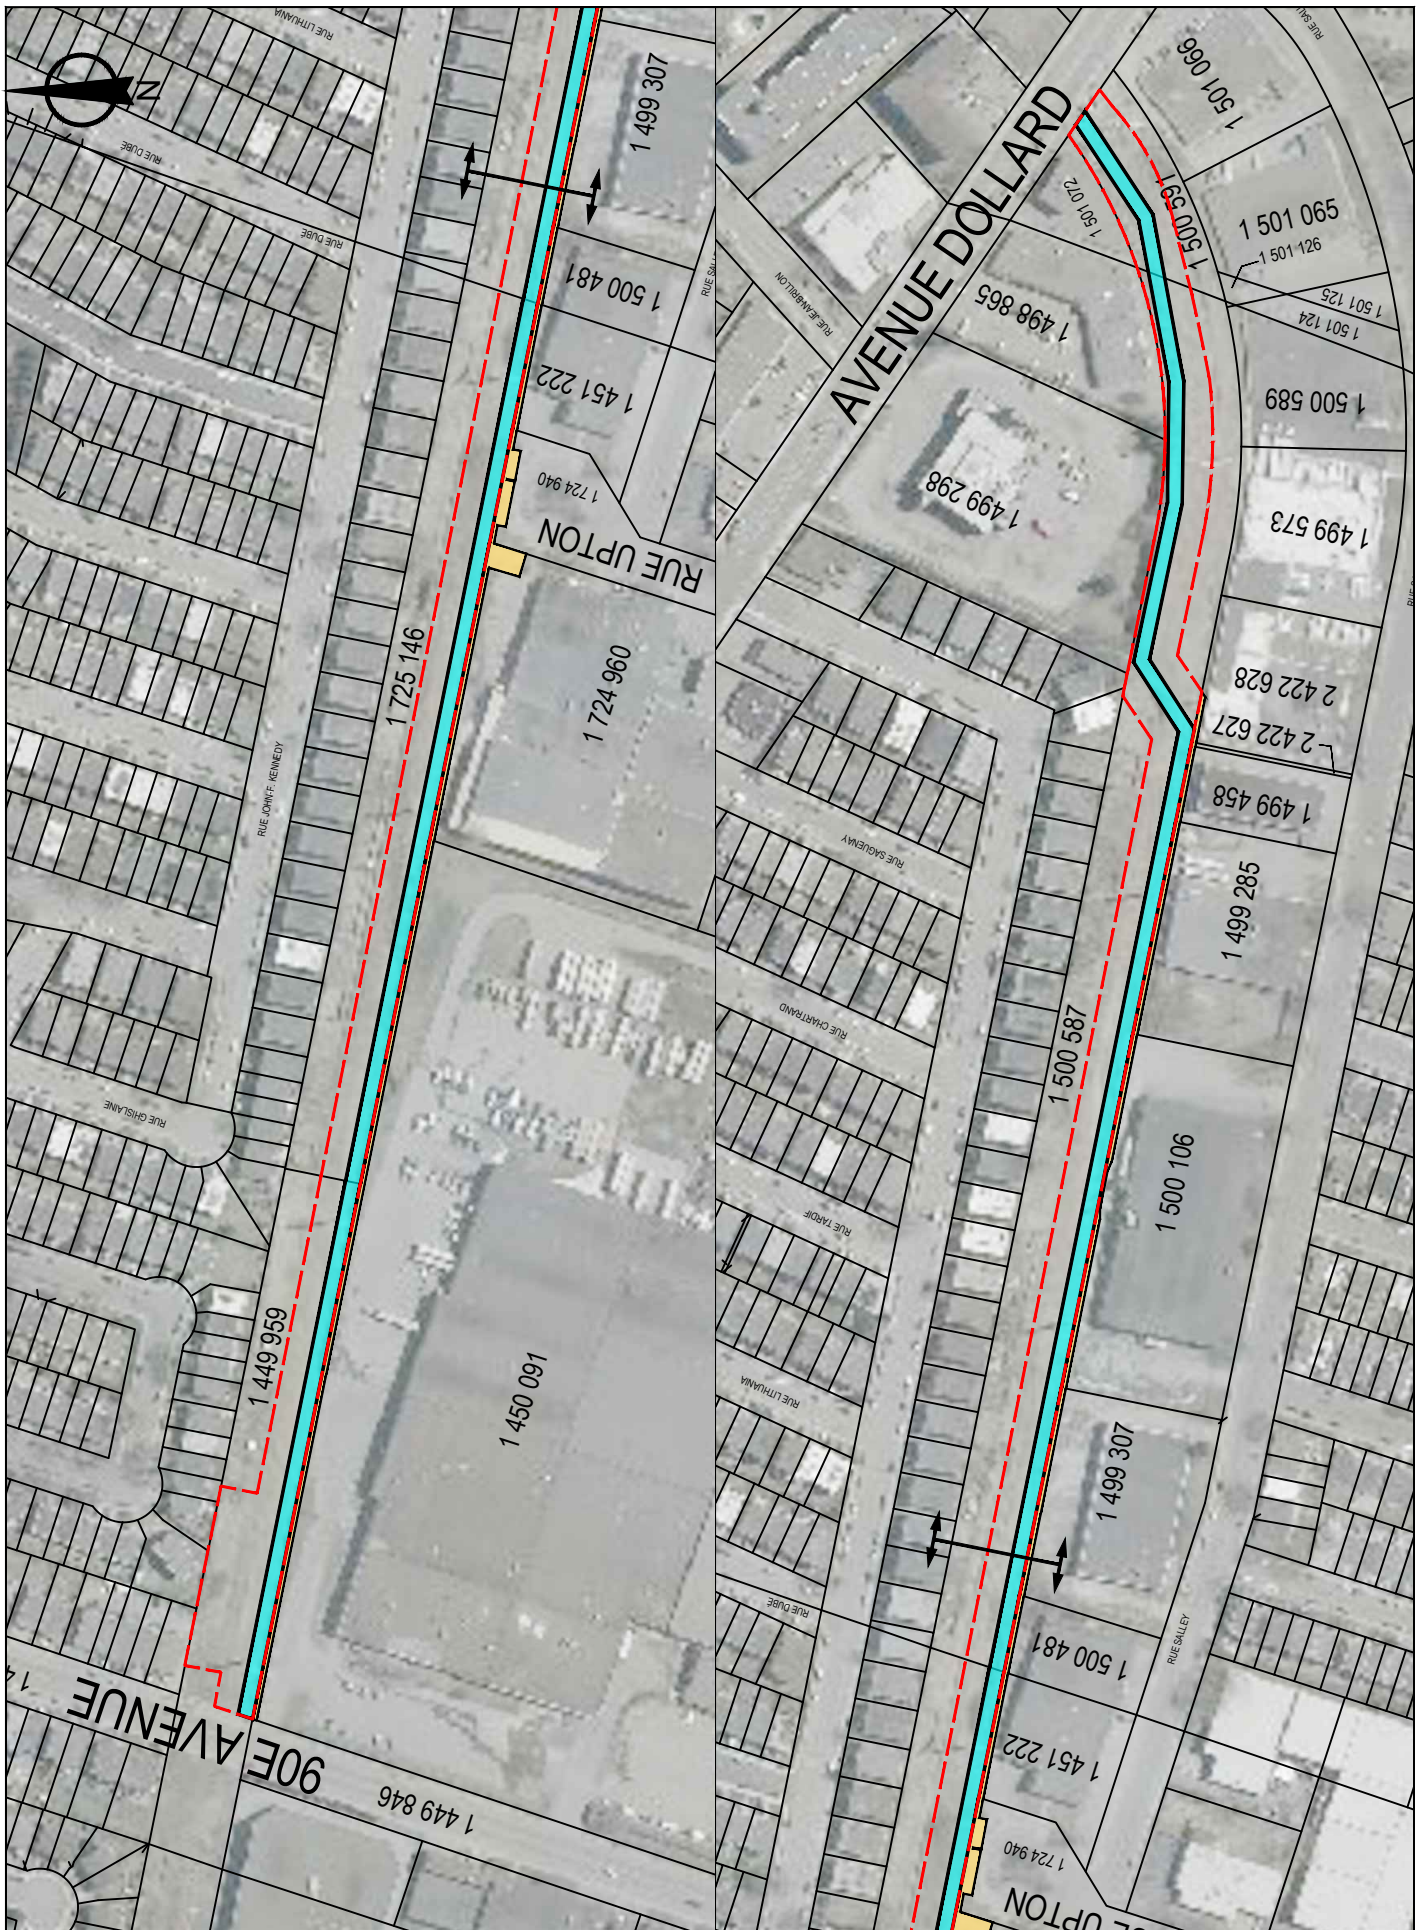 RUE LITHUANIA
N
RUE DUBÉ
RUE DUBÉ
1 499 307
1 500 481
1 451 222
1 724 940
RUE UPTON
1 725 146
1 724 960
RUE JOHN-F.-KENNEDY
RUE GHISLAINE
1 449 959
1 450 091
90E AVENUE
1 449 846
1 501 066
AVENUE DOLLARD
1 501 072
1 500 591
1 501 065
1 501 126
1 501 125
1 501 124
RUE JEAN-BRILLON
1 498 865
1 500 589
1 499 298
1 499 573
2 422 628
2 422 627
1 499 458
RUE SAGUENAY
1 499 285
RUE CHARTRAND
1 500 587
1 500 106
RUE TARDIF
RUE LITHUANIA
1 499 307
RUE DUBÉ
1 500 481
RUE SALLEY
1 451 222
1 724 940
UPTON